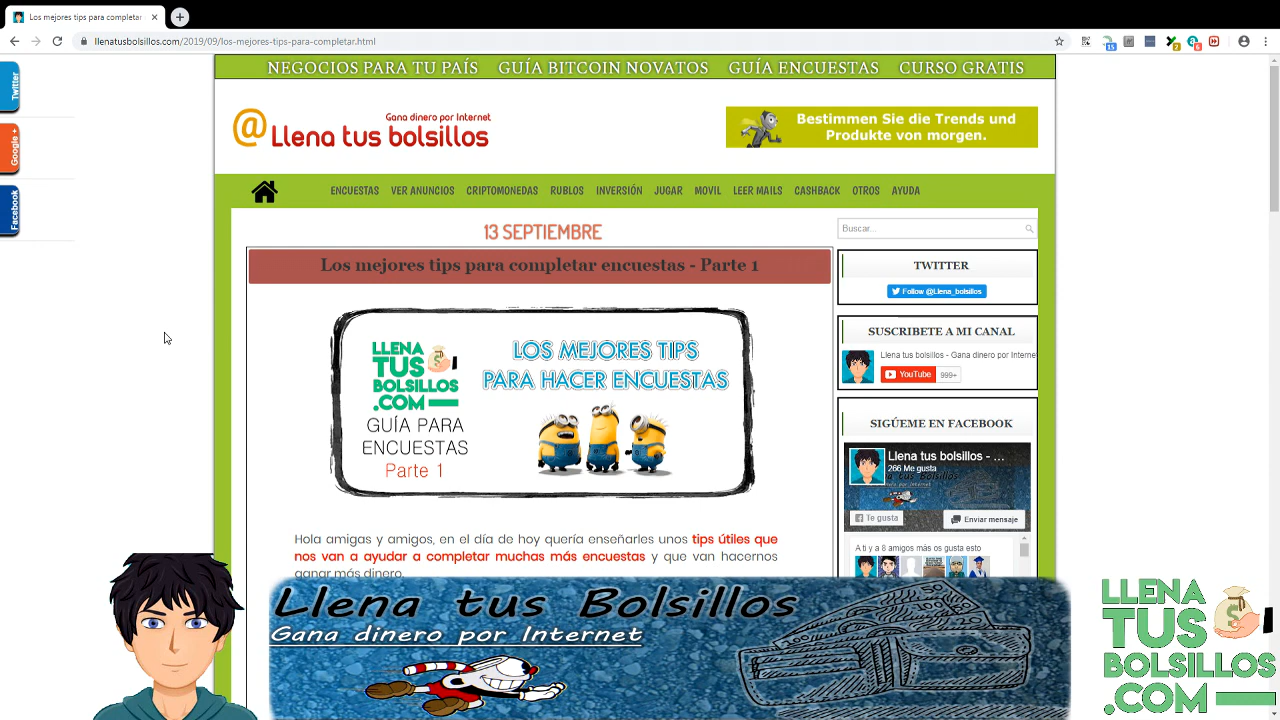 Los mejores tips para completar
llenatusbolsillos.com/2019/09/los-mejores-tips-para-completar.html
15
2
5
Twitter
Google +
Facebook
NEGOCIOS PARA TU PAÍS GUÍA BITCOIN NOVATOS GUÍA ENCUESTAS CURSO GRATIS
Gana dinero por Internet
@Llena tus bolsillos
Bestimmen Sie die Trends und
Produkte von morgen.
ENCUESTAS VER ANUNCIOS CRIPTOMONEDAS RUBLOS INVERSIÓN JUGAR MOVIL LEER MAILS CASHBACK OTROS AYUDA
13 SEPTIEMBRE
Los mejores tips para completar encuestas - Parte 1
LLENA
TUS
BOLSILLOS
.COM
GUÍA PARA
ENCUESTAS
Parte 1
LOS MEJORES TIPS
PARA HACER ENCUESTAS
Hola amigas y amigos, en el día de hoy quería enseñarles unos tips útiles que
nos van a ayudar a completar muchas más encuestas y que van hacernos
ganar más dinero.
Buscar...
TWITTER
Follow @Llena_bolsillos
SUSCRIBETE A MI CANAL
Llena tus bolsillos - Gana dinero por Interne
YouTube 999+
SIGÚEME EN FACEBOOK
Llena tus bolsillos - ...
266 Me gusta
Te gusta
Enviar mensaje
A ti y a 8 amigos más os gusta esto
Llena tus Bolsillos
Gana dinero por Internet
LLENA
TUS
BOLSILLOS
.COM